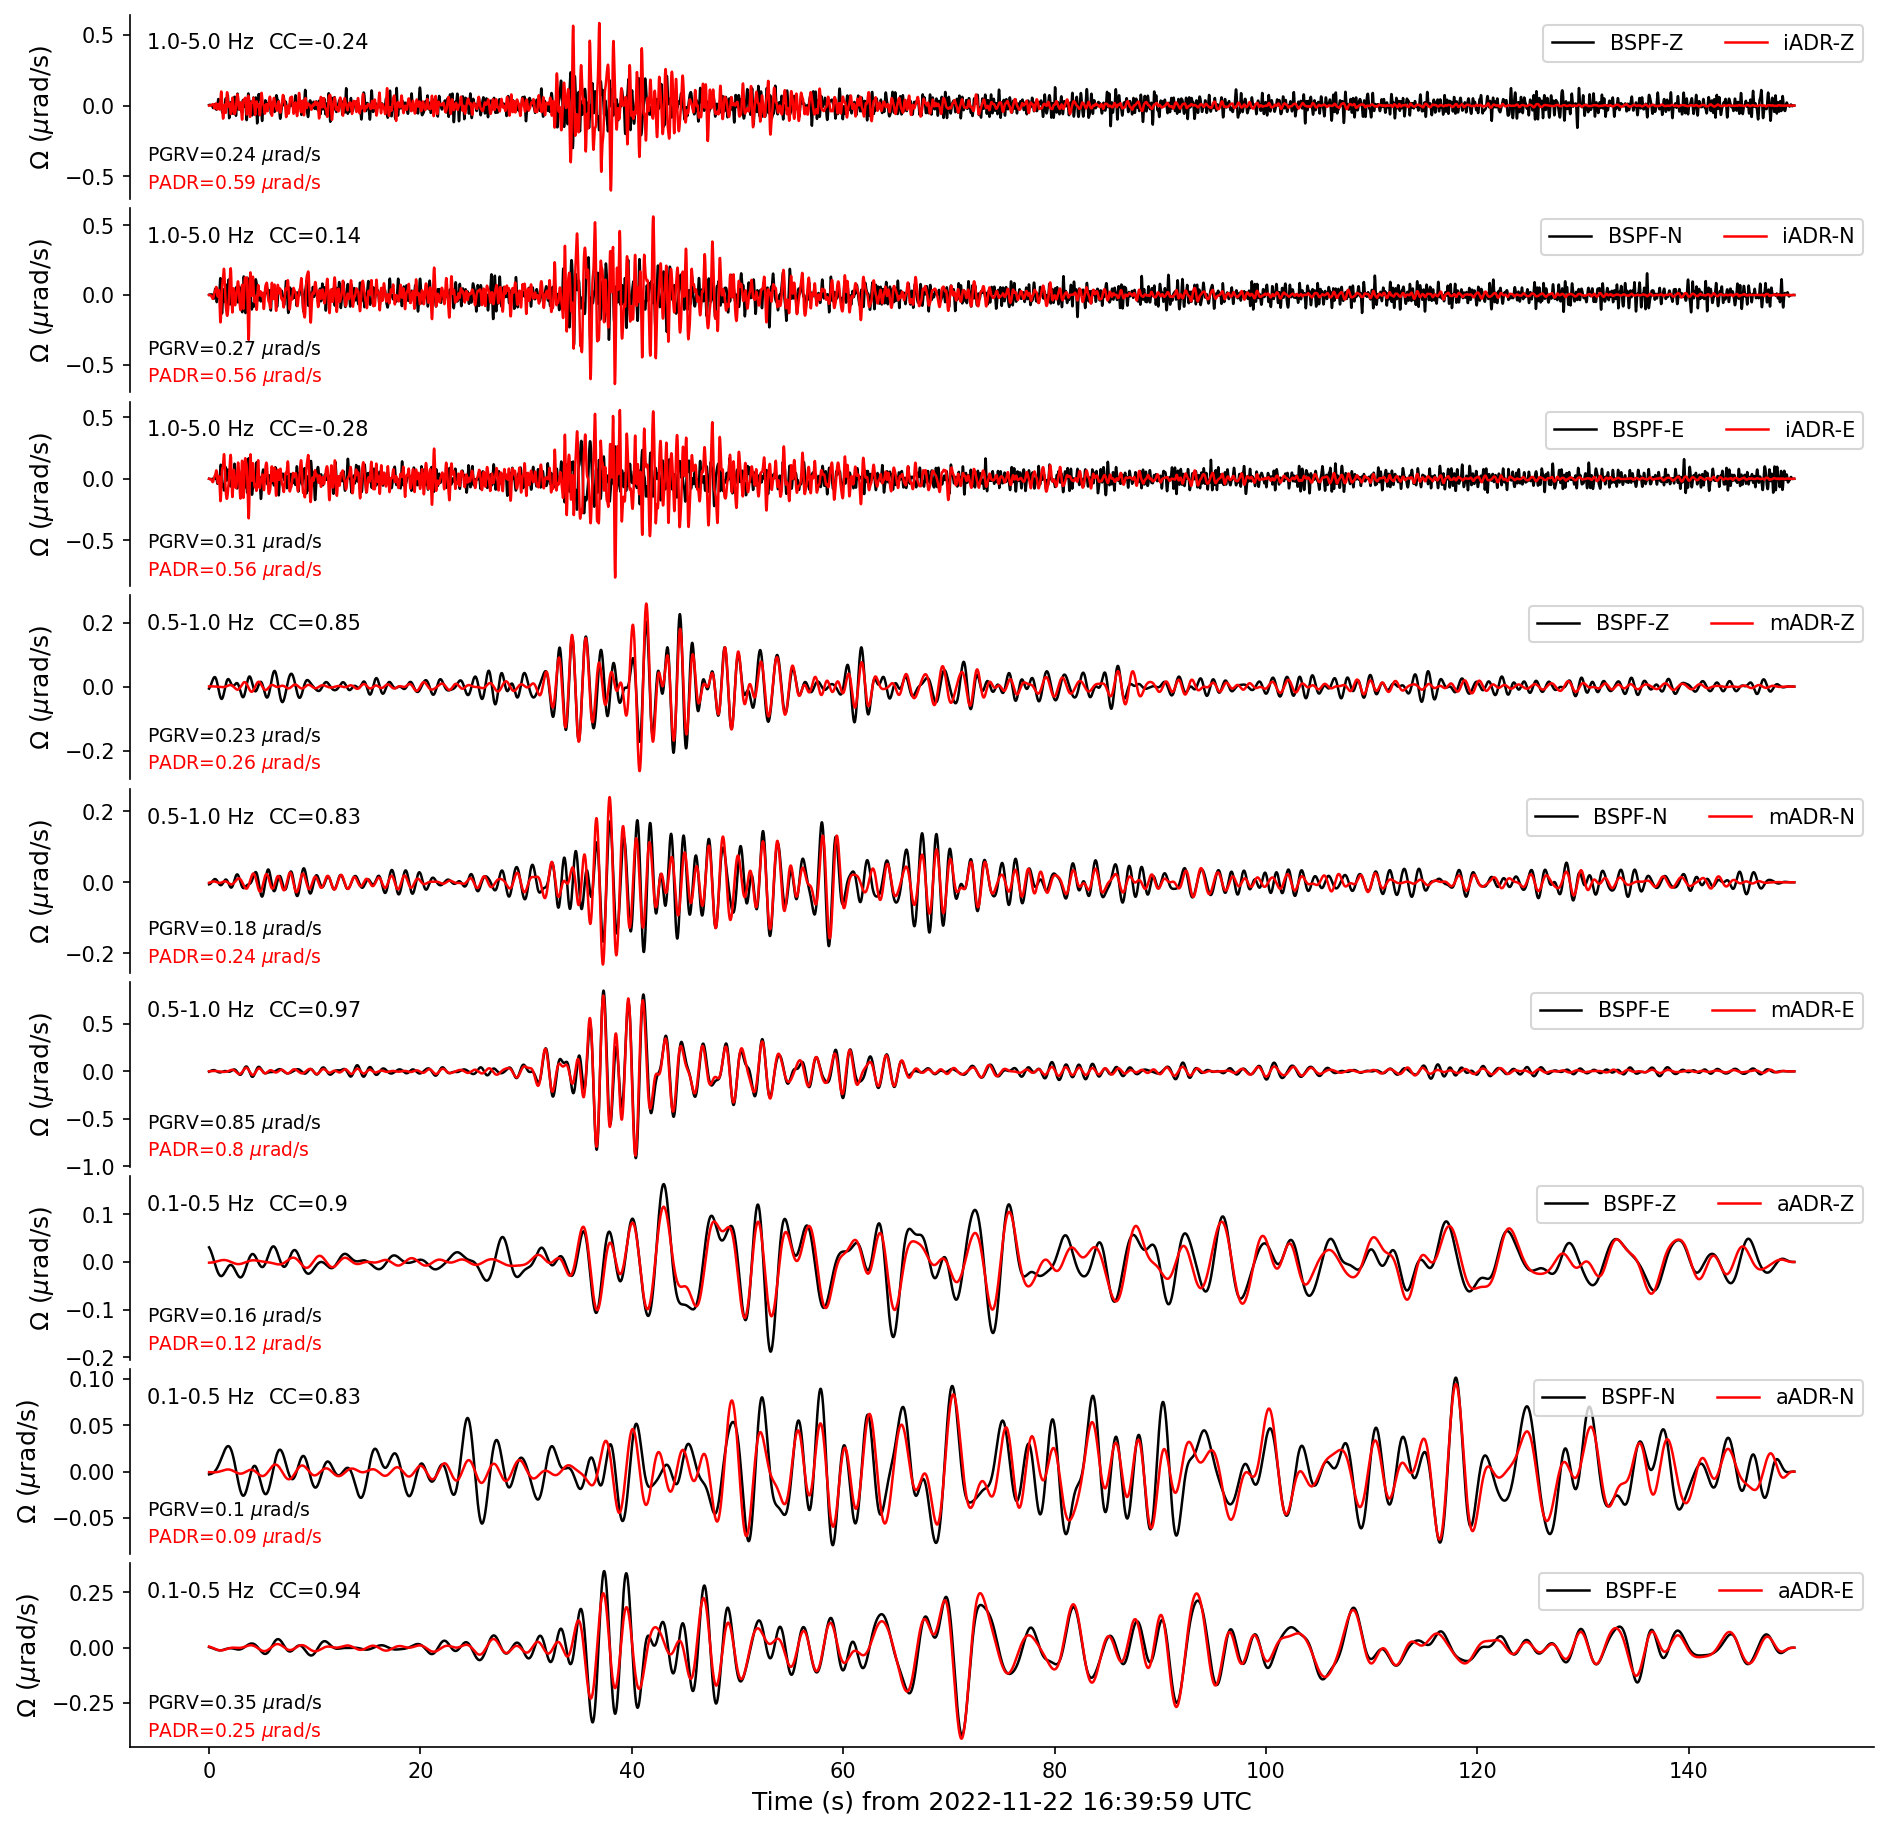 1.0-5.0 Hz  CC=-0.24
BSPF-Z
iADR-Z
0.5
0.0
−0.5
Ω (μrad/s)
PGRV=0.24 μrad/s
PADR=0.59 μrad/s
1.0-5.0 Hz  CC=0.14
BSPF-N
iADR-N
0.5
0.0
−0.5
Ω (μrad/s)
PGRV=0.27 μrad/s
PADR=0.56 μrad/s
1.0-5.0 Hz  CC=-0.28
BSPF-E
iADR-E
0.5
0.0
−0.5
Ω (μrad/s)
PGRV=0.31 μrad/s
PADR=0.56 μrad/s
0.5-1.0 Hz  CC=0.85
BSPF-Z
mADR-Z
0.2
0.0
−0.2
Ω (μrad/s)
PGRV=0.23 μrad/s
PADR=0.26 μrad/s
0.5-1.0 Hz  CC=0.83
BSPF-N
mADR-N
0.2
0.0
−0.2
Ω (μrad/s)
PGRV=0.18 μrad/s
PADR=0.24 μrad/s
0.5-1.0 Hz  CC=0.97
BSPF-E
mADR-E
0.5
0.0
−0.5
−1.0
Ω (μrad/s)
PGRV=0.85 μrad/s
PADR=0.8 μrad/s
0.1-0.5 Hz  CC=0.9
BSPF-Z
aADR-Z
0.1
0.0
−0.1
−0.2
Ω (μrad/s)
PGRV=0.16 μrad/s
PADR=0.12 μrad/s
0.1-0.5 Hz  CC=0.83
BSPF-N
aADR-N
0.10
0.05
0.00
−0.05
Ω (μrad/s)
PGRV=0.1 μrad/s
PADR=0.09 μrad/s
0.1-0.5 Hz  CC=0.94
BSPF-E
aADR-E
0.25
0.00
−0.25
Ω (μrad/s)
PGRV=0.35 μrad/s
PADR=0.25 μrad/s
0 20 40 60 80 100 120 140
Time (s) from 2022-11-22 16:39:59 UTC